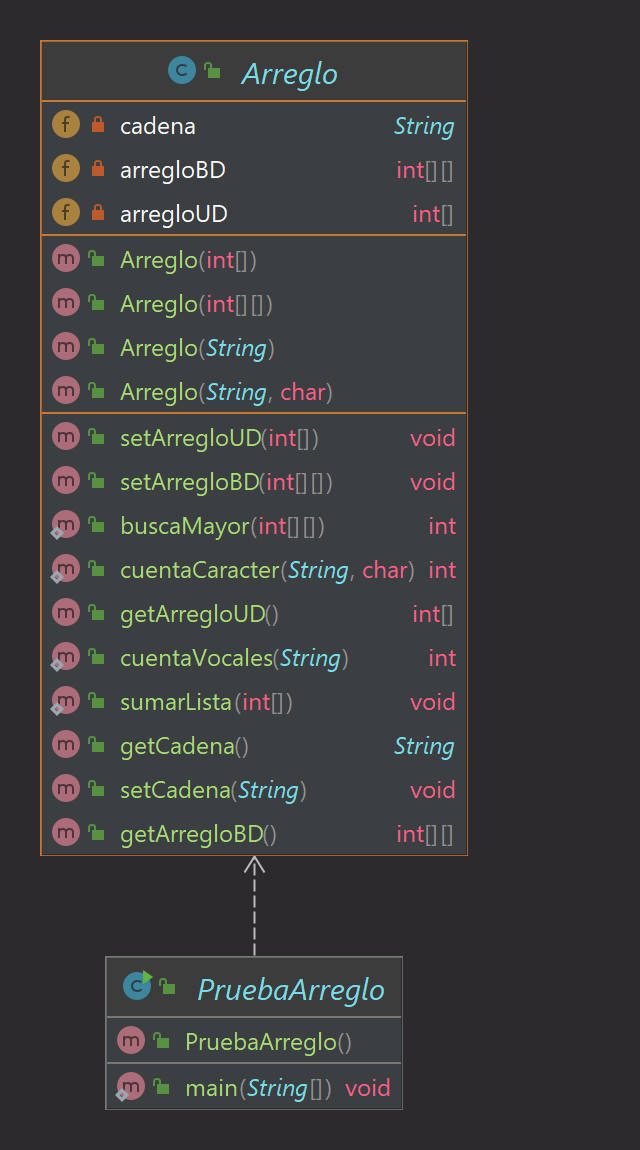 Arreglo
cadena String
arregloBD int[][]
arregloUD int[]
Arreglo(int[])
Arreglo(int[][])
Arreglo(String)
Arreglo(String, char)
setArregloUD(int[]) void
setArregloBD(int[][]) void
buscaMayor(int[][]) int
cuentaCaracter(String, char) int
getArregloUD() int[]
cuentaVocales(String) int
sumarLista(int[]) void
getCadena() String
setCadena(String) void
getArregloBD() int[][]
PruebaArreglo
PruebaArreglo()
main(String[]) void